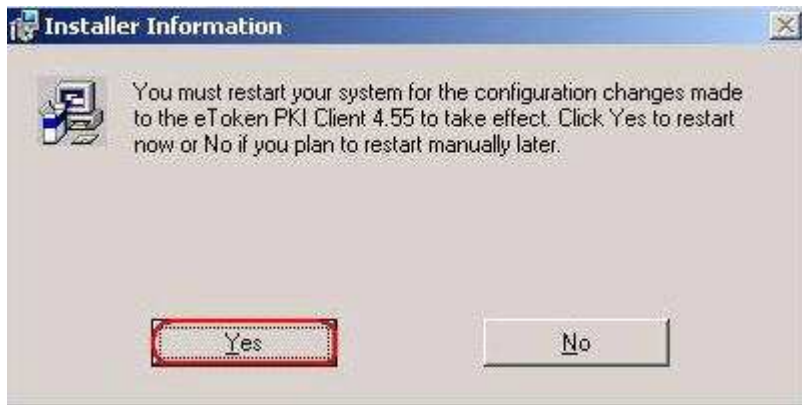 Installer Information
You must restart your system for the configuration changes made
to the eToken PKI Client 4.55 to take effect. Click Yes to restart
now or No if you plan to restart manually later.
Yes
No